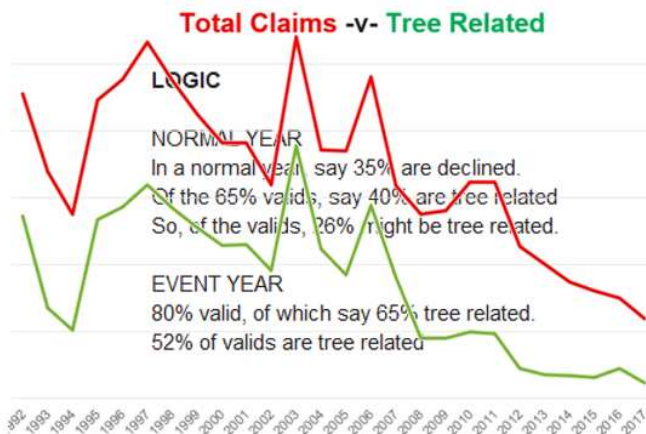 Total Claims -v- Tree Related
LOGIC
NORMAL YEAR
In a normal year, say 35% are declined.
Of the 65% valids, say 40% are tree related
So, of the valids, 26% might be tree related.
EVENT YEAR
80% valid, of which say 65% tree related.
52% of valids are tree related
1992 1993 1994 1995 1996 1997 1998 1999 2000 2001 2002 2003 2004 2005 2006 2007 2008 2009 2010 2011 2012 2013 2014 2015 2016 2017